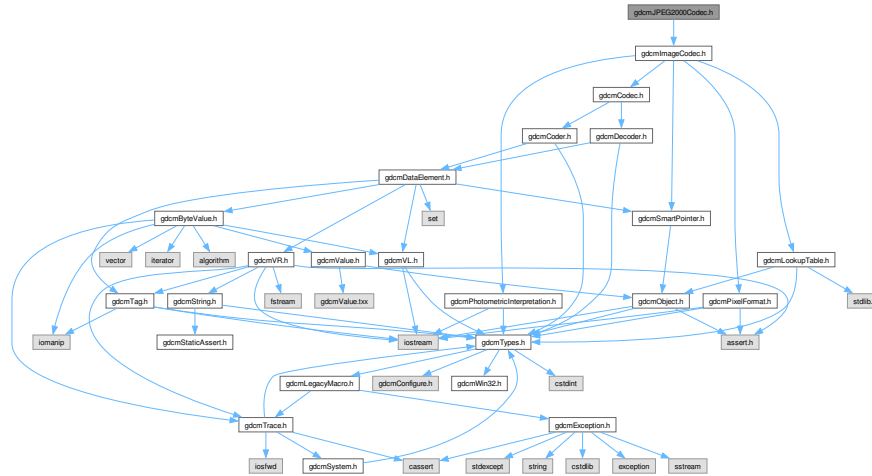 gdcmJPEG2000Codec.h
gdcmImageCodec.h
gdcmCodec.h
gdcmCoder.h
gdcmDecoder.h
gdcmDataElement.h
gdcmByteValue.h
set
gdcmSmartPointer.h
vector
iterator
algorithm
gdcmVR.h
gdcmValue.h
gdcmVL.h
gdcmLookupTable.h
gdcmTag.h
gdcmString.h
fstream
gdcmValue.txx
gdcmPhotometricInterpretation.h
gdcmObject.h
gdcmPixelFormat.h
stdlib.
iomanip
gdcmStaticAssert.h
iostream
gdcmTypes.h
assert.h
gdcmLegacyMacro.h
gdcmConfigure.h
gdcmWin32.h
cstdint
gdcmTrace.h
gdcmException.h
iosfwd
gdcmSystem.h
cassert
stdexcept
string
cstdlib
exception
sstream